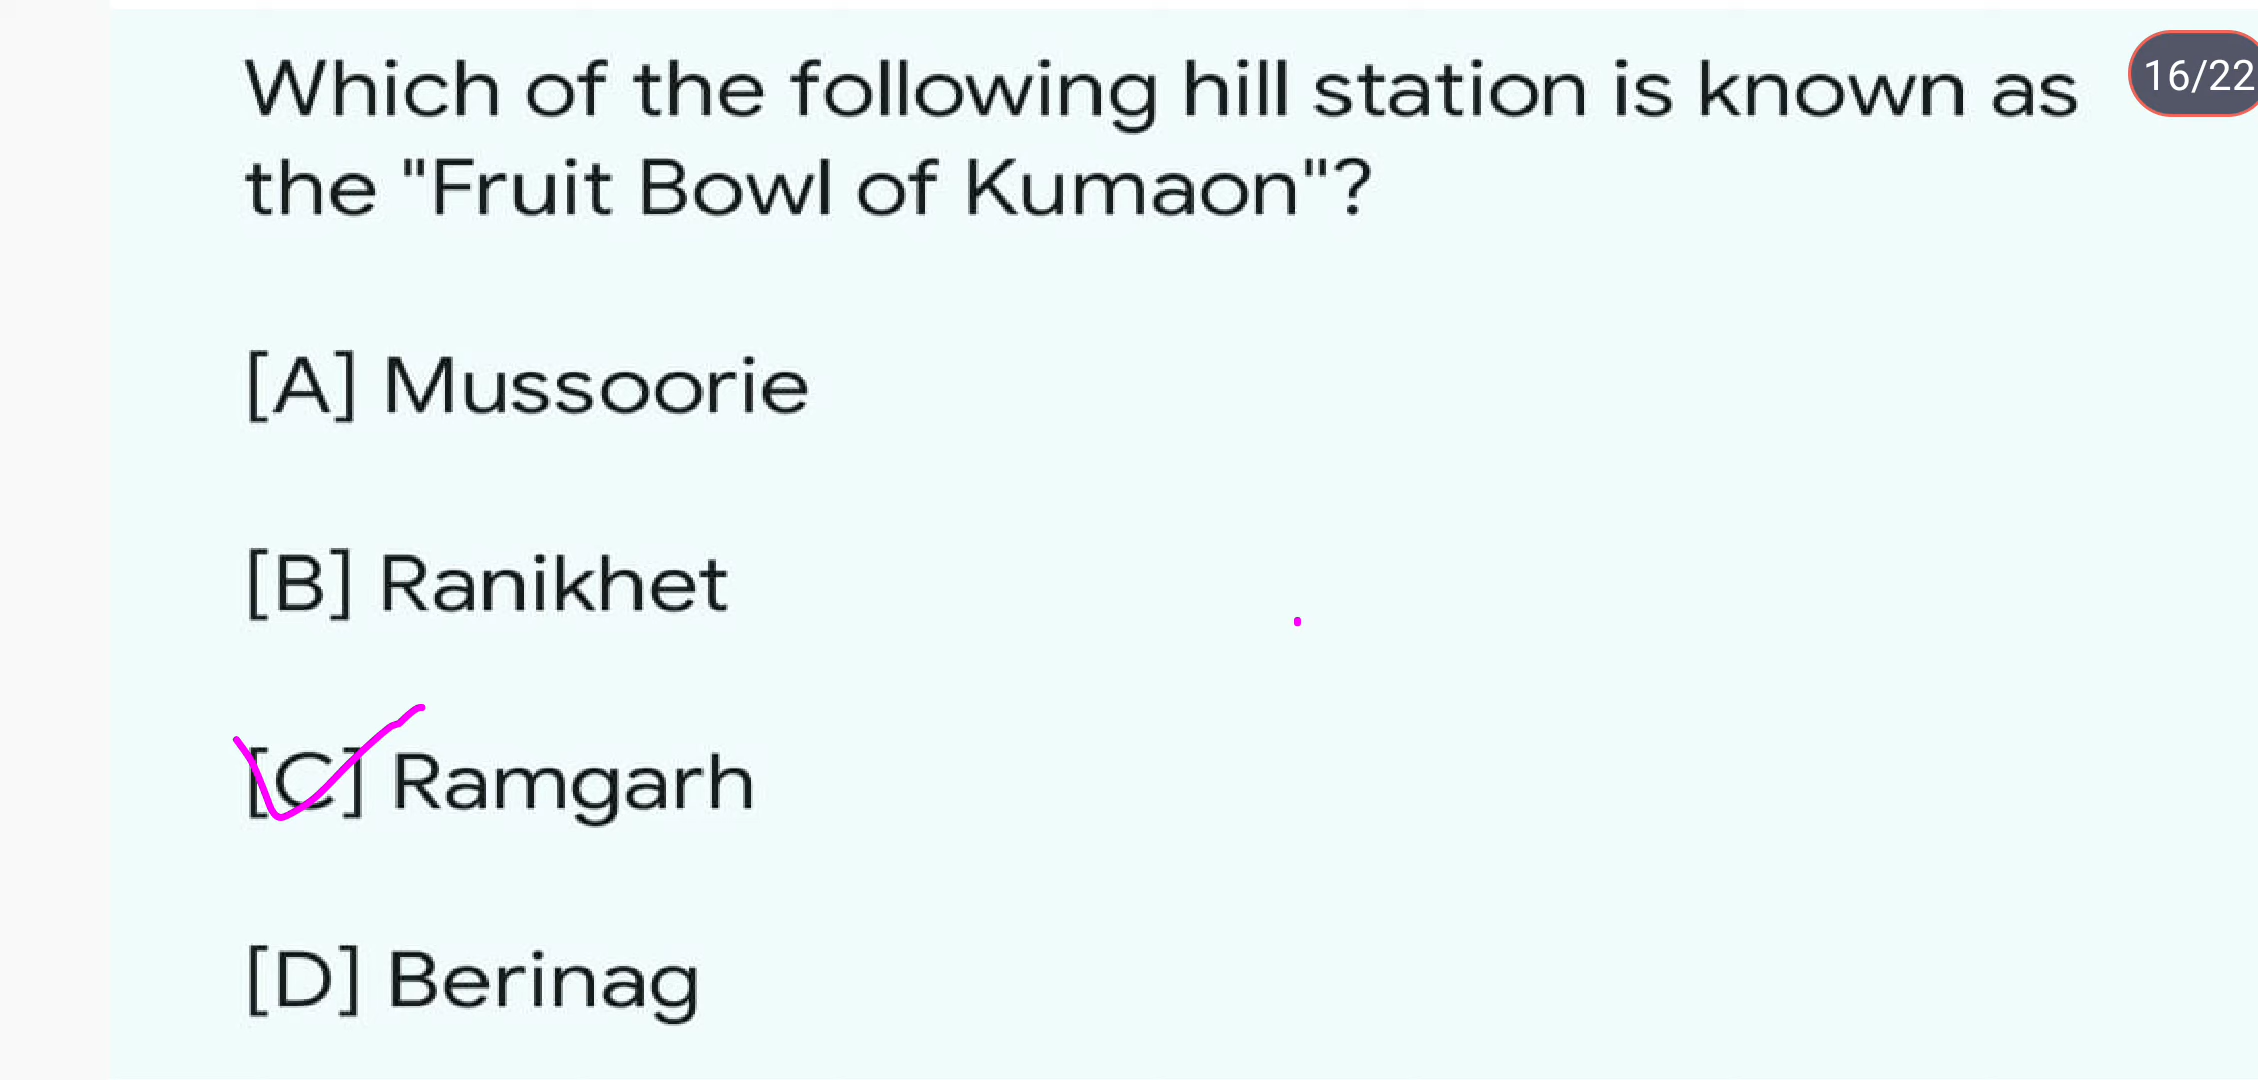 Which of the following hill station is known as
16/22
the "Fruit Bowl of Kumaon"?
[A] Mussoorie
[B] Ranikhet
[C] Ramgarh
[D] Berinag